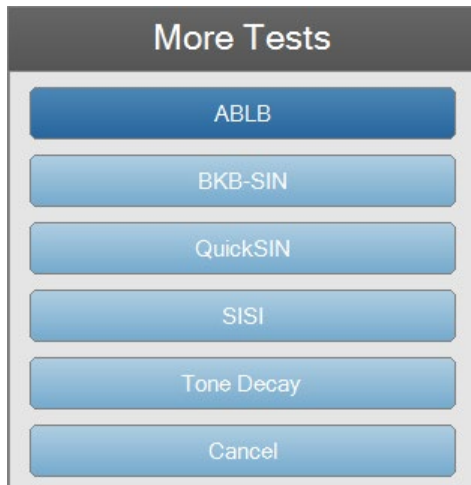 More Tests
ABLB
BKB-SIN
QuickSIN
SISI
Tone Decay
Cancel